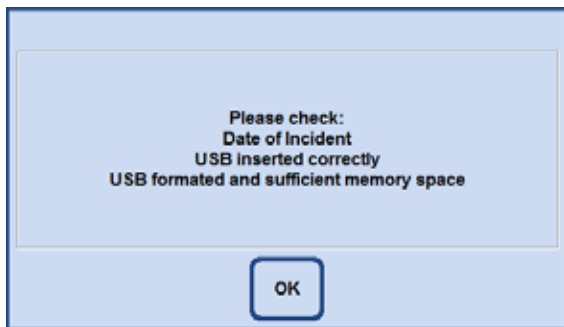 Please check:
Date of Incident
USB inserted correctly
USB formated and sufficient memory space
OK